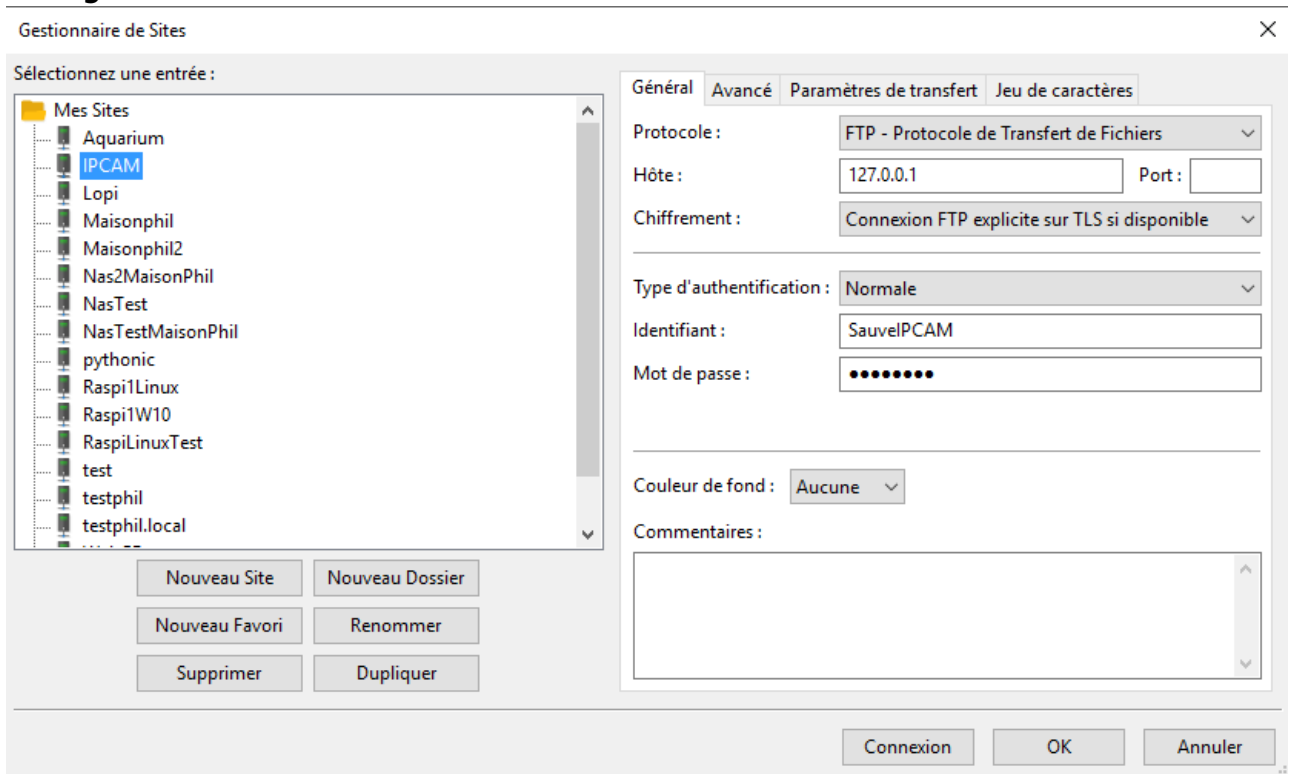 Gestionnaire de Sites
Sélectionnez une entrée :
Mes Sites
Aquarium
IPCAM
Lopi
Maisonphil
Maisonphil2
Nas2MaisonPhil
NasTest
NasTestMaisonPhil
pythonic
Raspi1Linux
Raspi1W10
RaspiLinuxTest
test
testphil
testphil.local
Nouveau Site
Nouveau Dossier
Nouveau Favori
Renommer
Supprimer
Dupliquer
Général Avancé Paramètres de transfert Jeu de caractères
Protocole : FTP - Protocole de Transfert de Fichiers
Hôte : 127.0.0.1 Port :
Chiffrement : Connexion FTP explicite sur TLS si disponible
Type d'authentification : Normale
Identifiant : SauveIPCAM
Mot de passe : ●●●●●●●●
Couleur de fond : Aucune
Commentaires :
Connexion OK Annuler